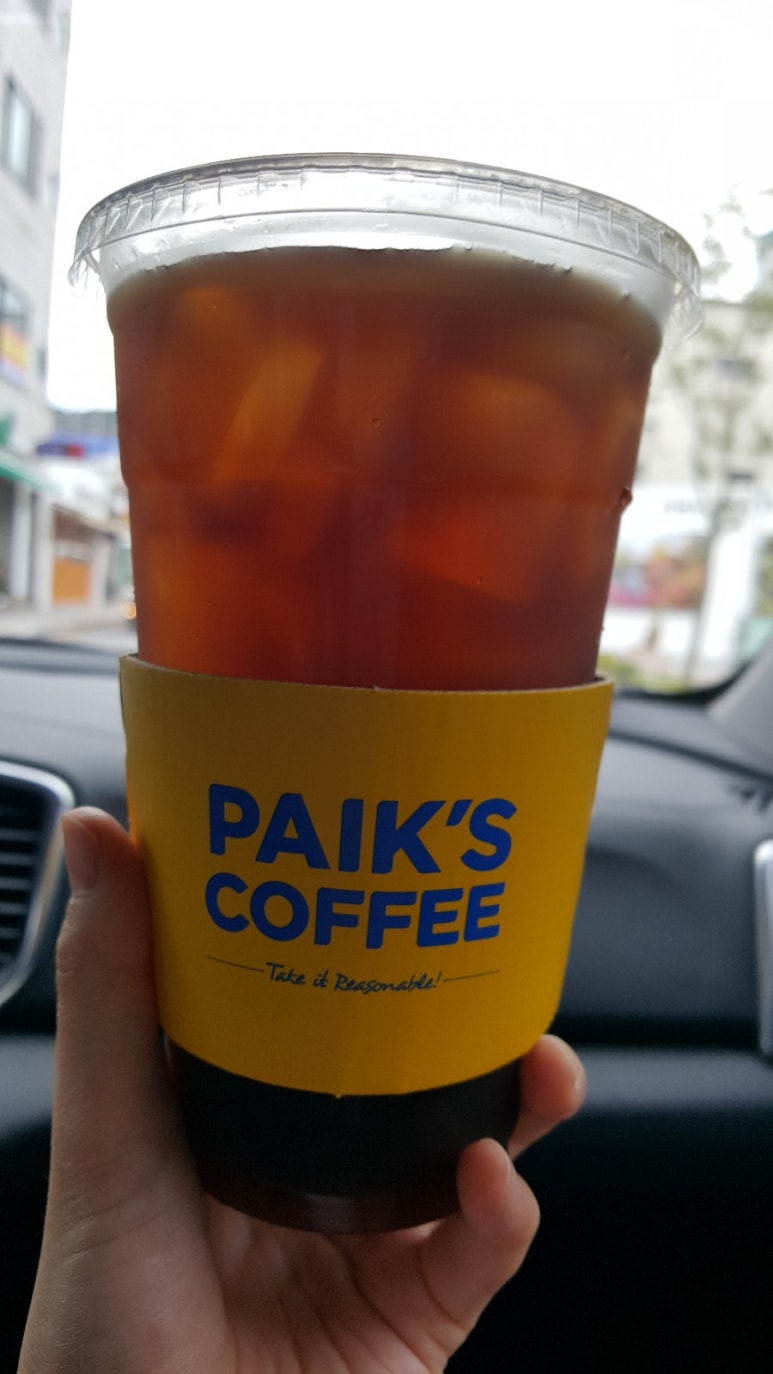 PAIK'S
COFFEE
Take it Reasonable!